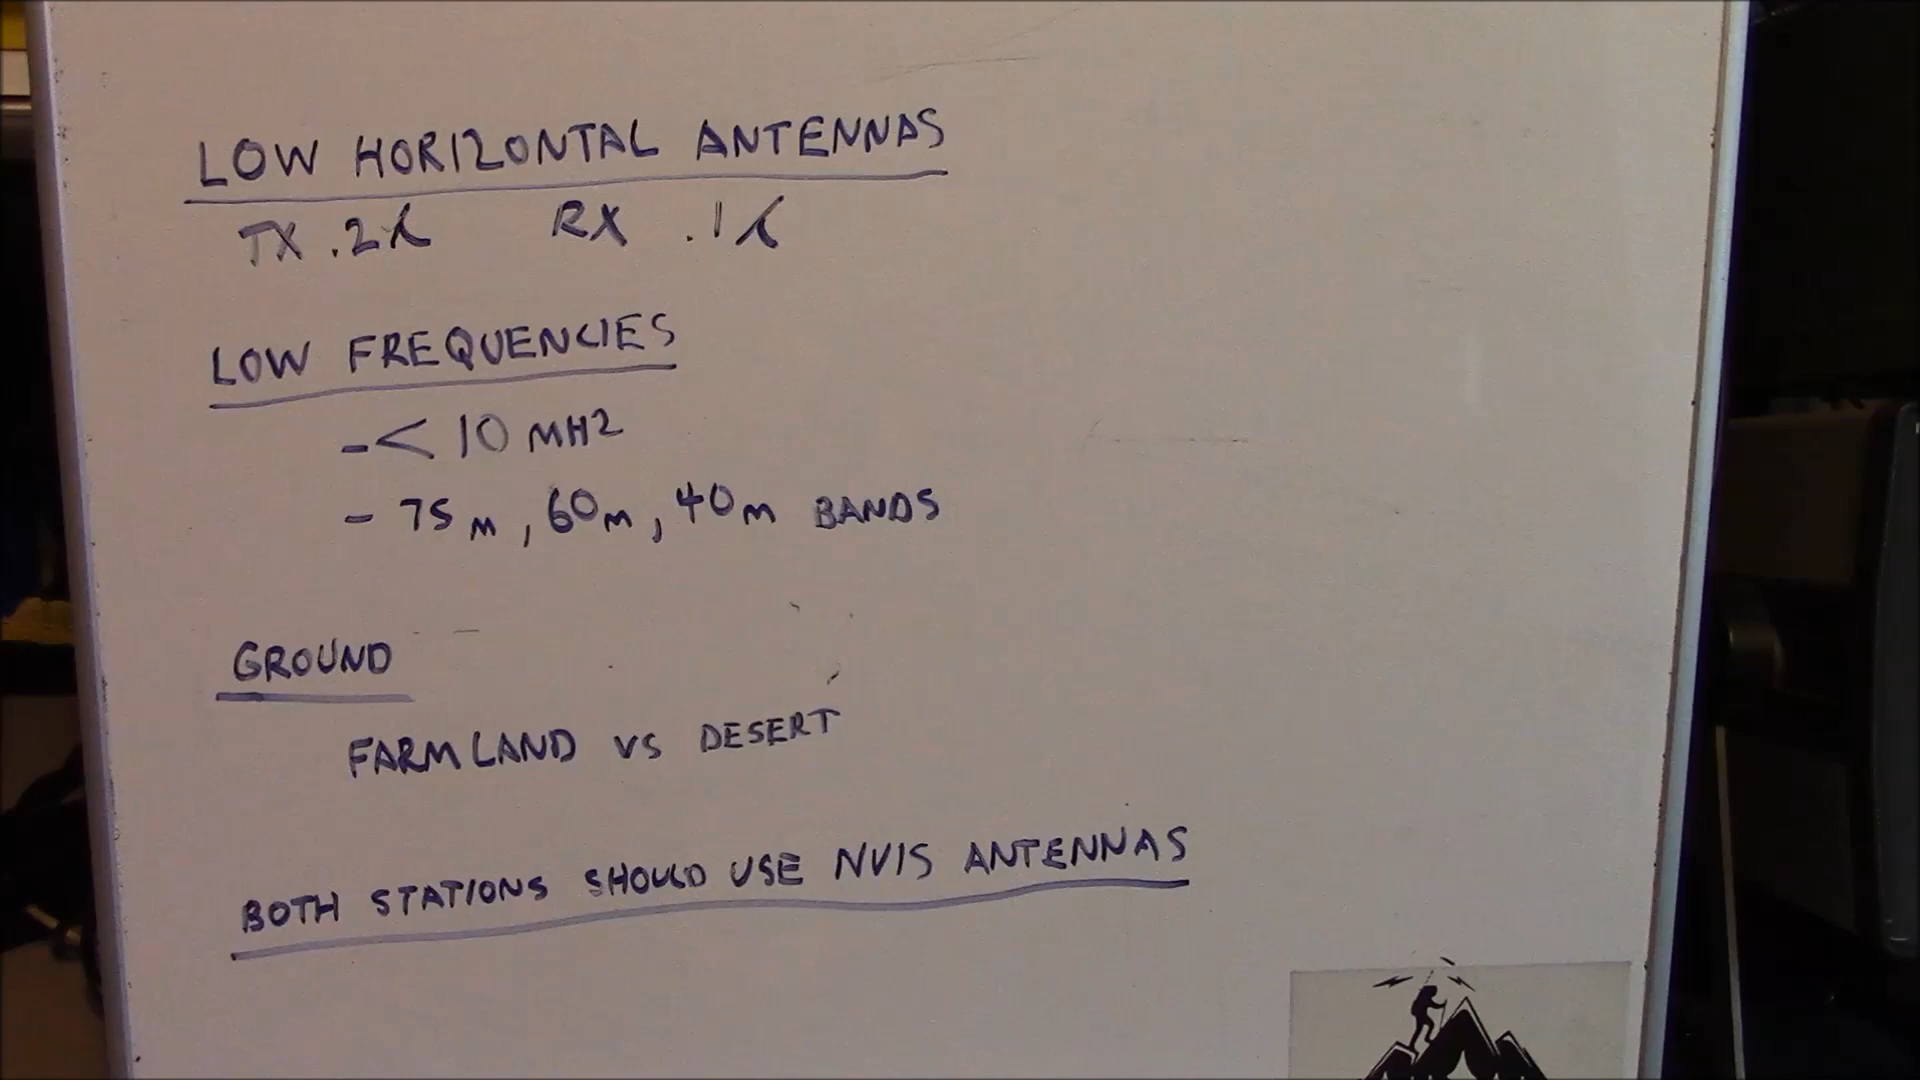 LOW HORIZONTAL ANTENNAS
TX .2λ RX .1λ
LOW FREQUENCIES
-< 10 MHZ
- 75m, 60m, 40m BANDS
GROUND
FARMLAND VS DESERT
BOTH STATIONS SHOULD USE NVIS ANTENNAS